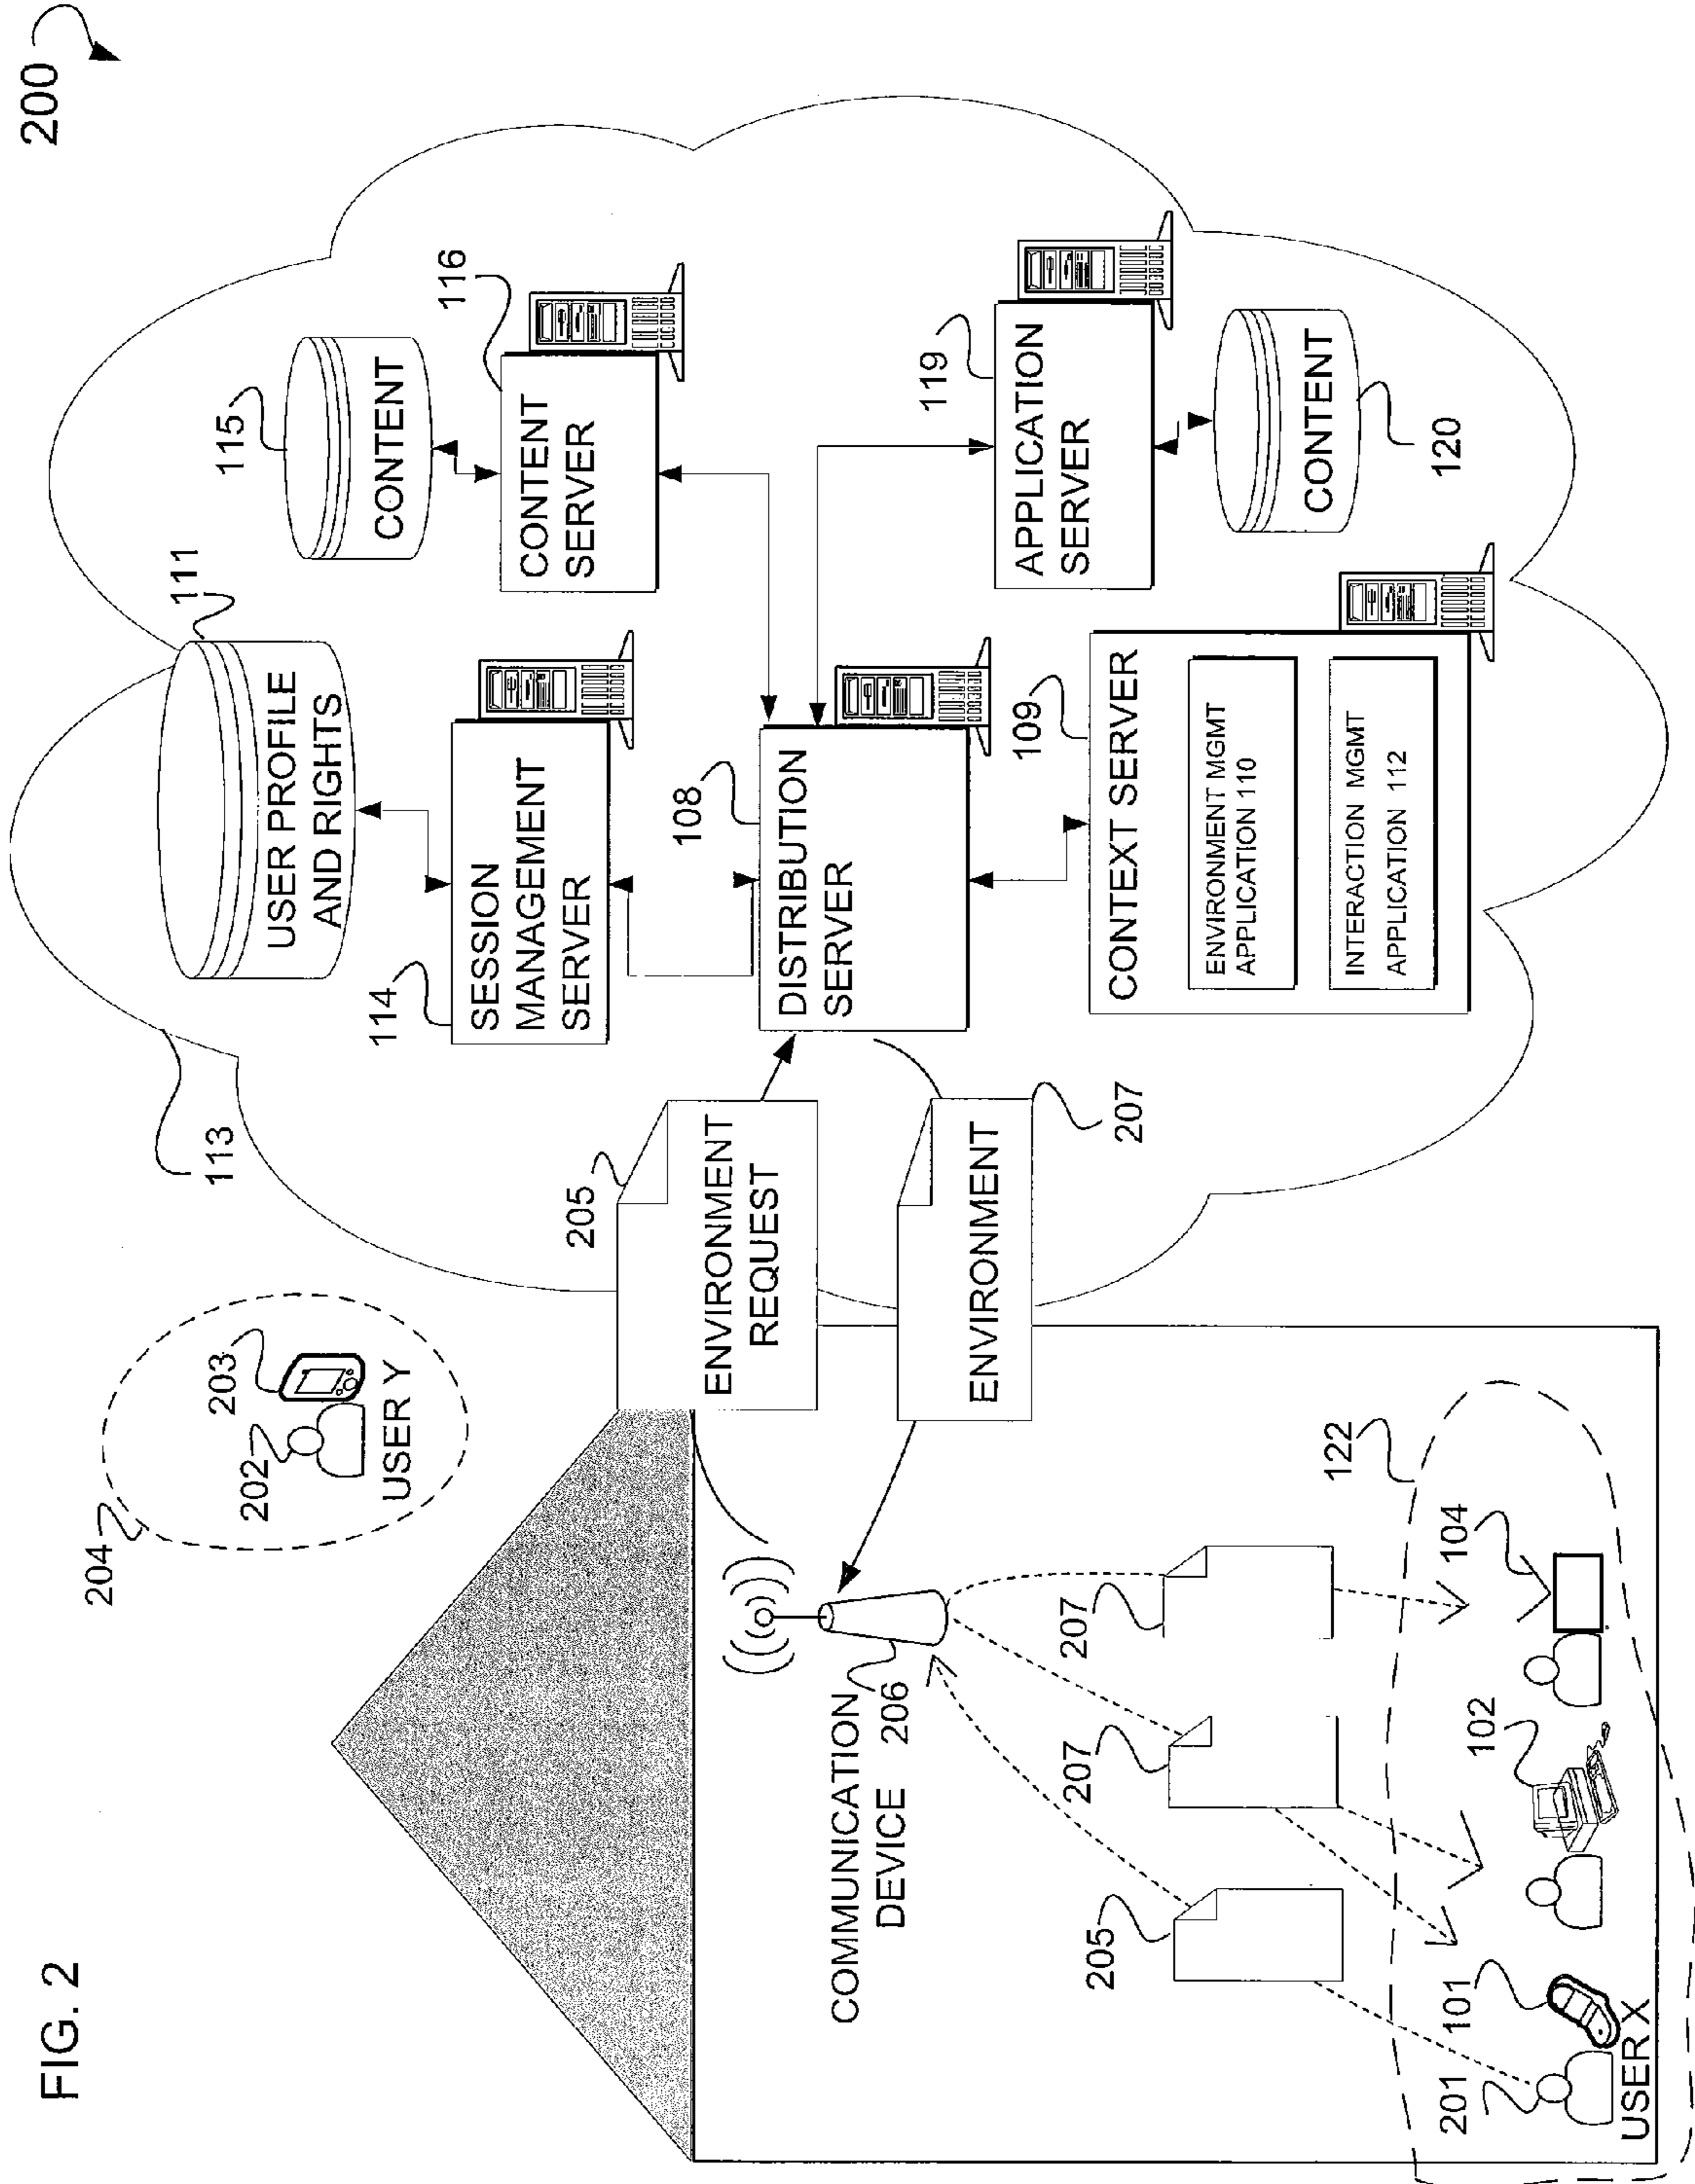 FIG. 2
200
113
111
USER PROFILE
AND RIGHTS
115
CONTENT
114
SESSION
MANAGEMENT
SERVER
116
CONTENT
SERVER
204
202
203
USER Y
205
ENVIRONMENT
REQUEST
108
DISTRIBUTION
SERVER
119
APPLICATION
SERVER
COMMUNICATION
DEVICE
206
ENVIRONMENT
207
109
CONTEXT SERVER
ENVIRONMENT MGMT
APPLICATION 110
INTERACTION MGMT
APPLICATION 112
CONTENT
120
205
207
207
122
201
101
102
104
USER X